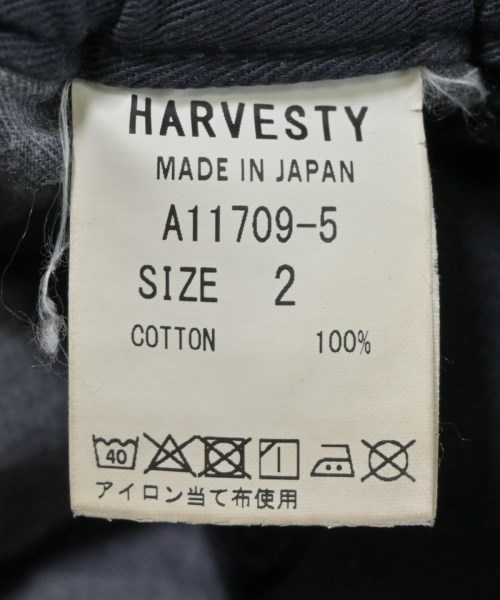 HARVESTY
MADE IN JAPAN
A11709-5
SIZE 2
COTTON 100%
40
アイロン当て布使用